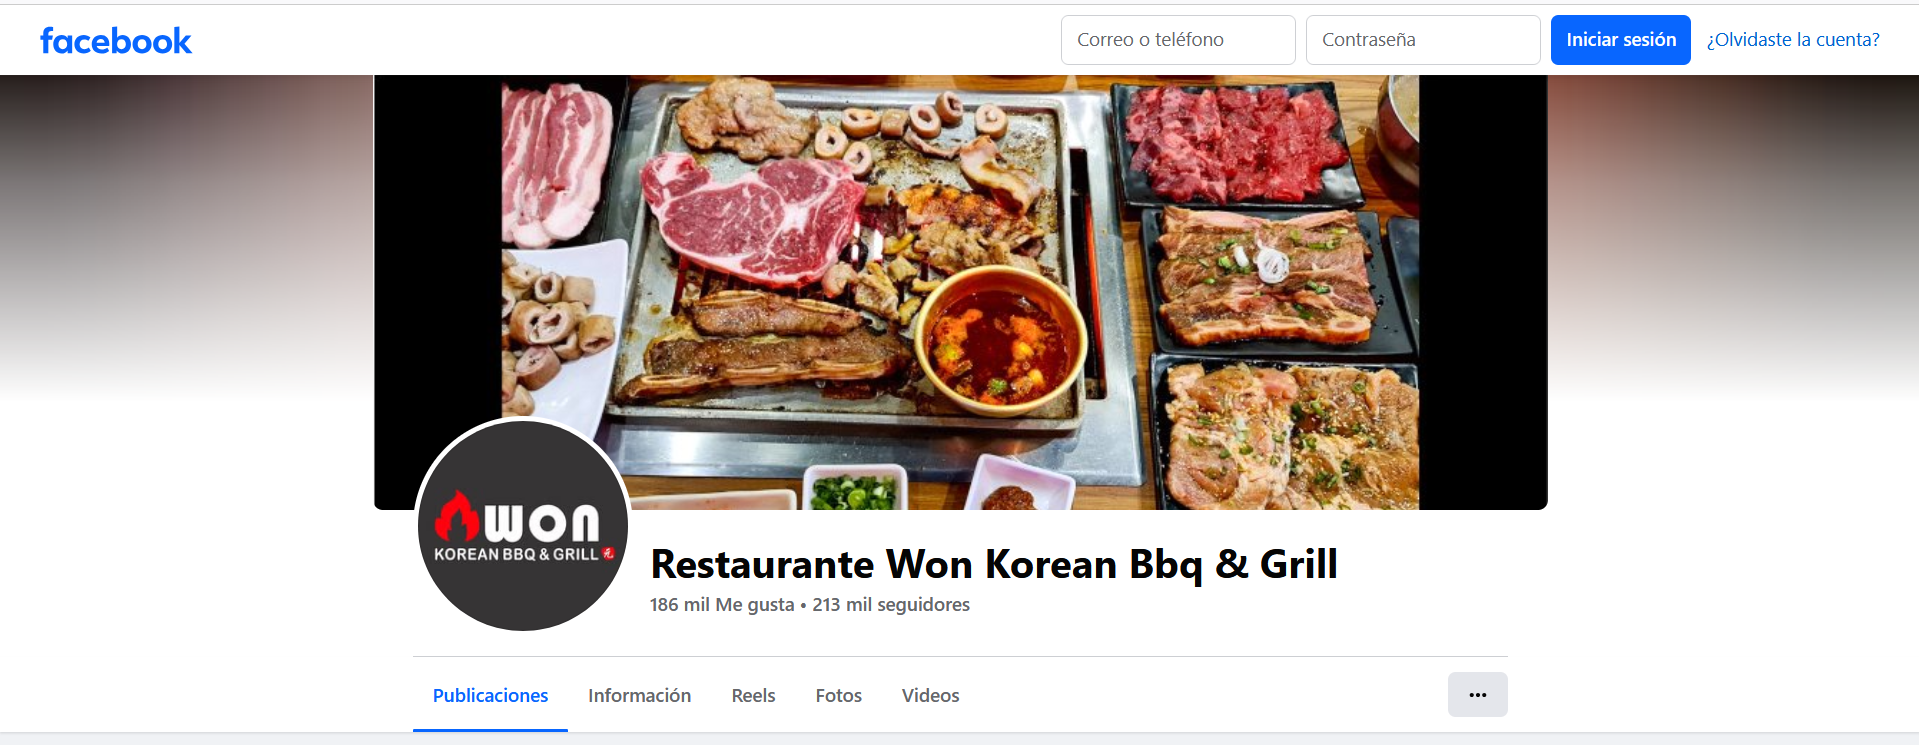 facebook
Correo o teléfono
Contraseña
Iniciar sesión
¿Olvidaste la cuenta?
won
KOREAN BBQ & GRILL
Restaurante Won Korean Bbq & Grill
186 mil Me gusta • 213 mil seguidores
Publicaciones
Información
Reels
Fotos
Videos